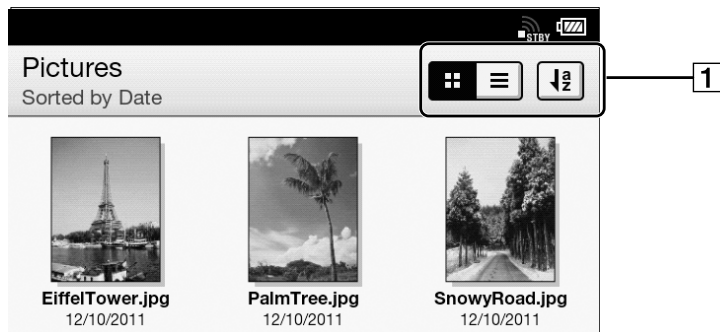 STBY
Pictures
Sorted by Date
a
z
1
EiffelTower.jpg
PalmTree.jpg
SnowyRoad.jpg
12/10/2011
12/10/2011
12/10/2011